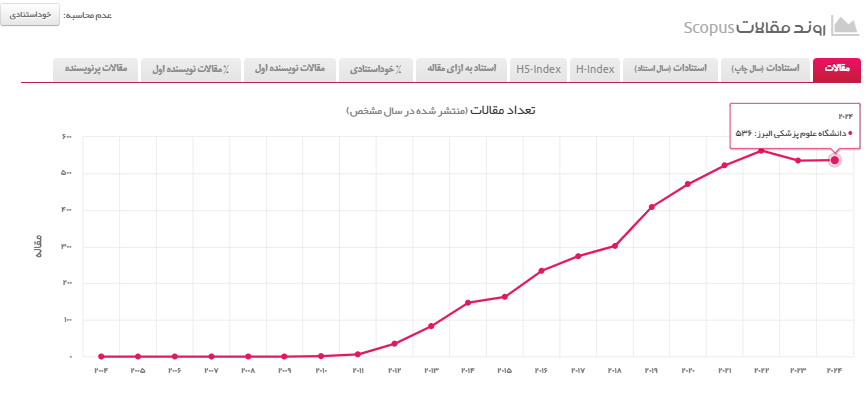 عدم محاسبه: خوداستنادی
روند مقالات Scopus
مقالات
استنادات (سال چاپ)
استنادات (سال استناد)
H-Index
H5-Index
استناد به ازای مقاله
٪ خوداستنادی
مقالات نویسنده اول
٪ مقالات نویسنده اول
مقالات پرنویسنده
تعداد مقالات (منتشر شده در سال مشخص)
۲۰۲۴
دانشگاه علوم پزشکی البرز: ۵۳۶
مقاله
۶۰۰
۵۰۰
۴۰۰
۳۰۰
۲۰۰
۱۰۰
۰
۲۰۰۴ ۲۰۰۵ ۲۰۰۶ ۲۰۰۷ ۲۰۰۸ ۲۰۰۹ ۲۰۱۰ ۲۰۱۱ ۲۰۱۲ ۲۰۱۳ ۲۰۱۴ ۲۰۱۵ ۲۰۱۶ ۲۰۱۷ ۲۰۱۸ ۲۰۱۹ ۲۰۲۰ ۲۰۲۱ ۲۰۲۲ ۲۰۲۳ ۲۰۲۴